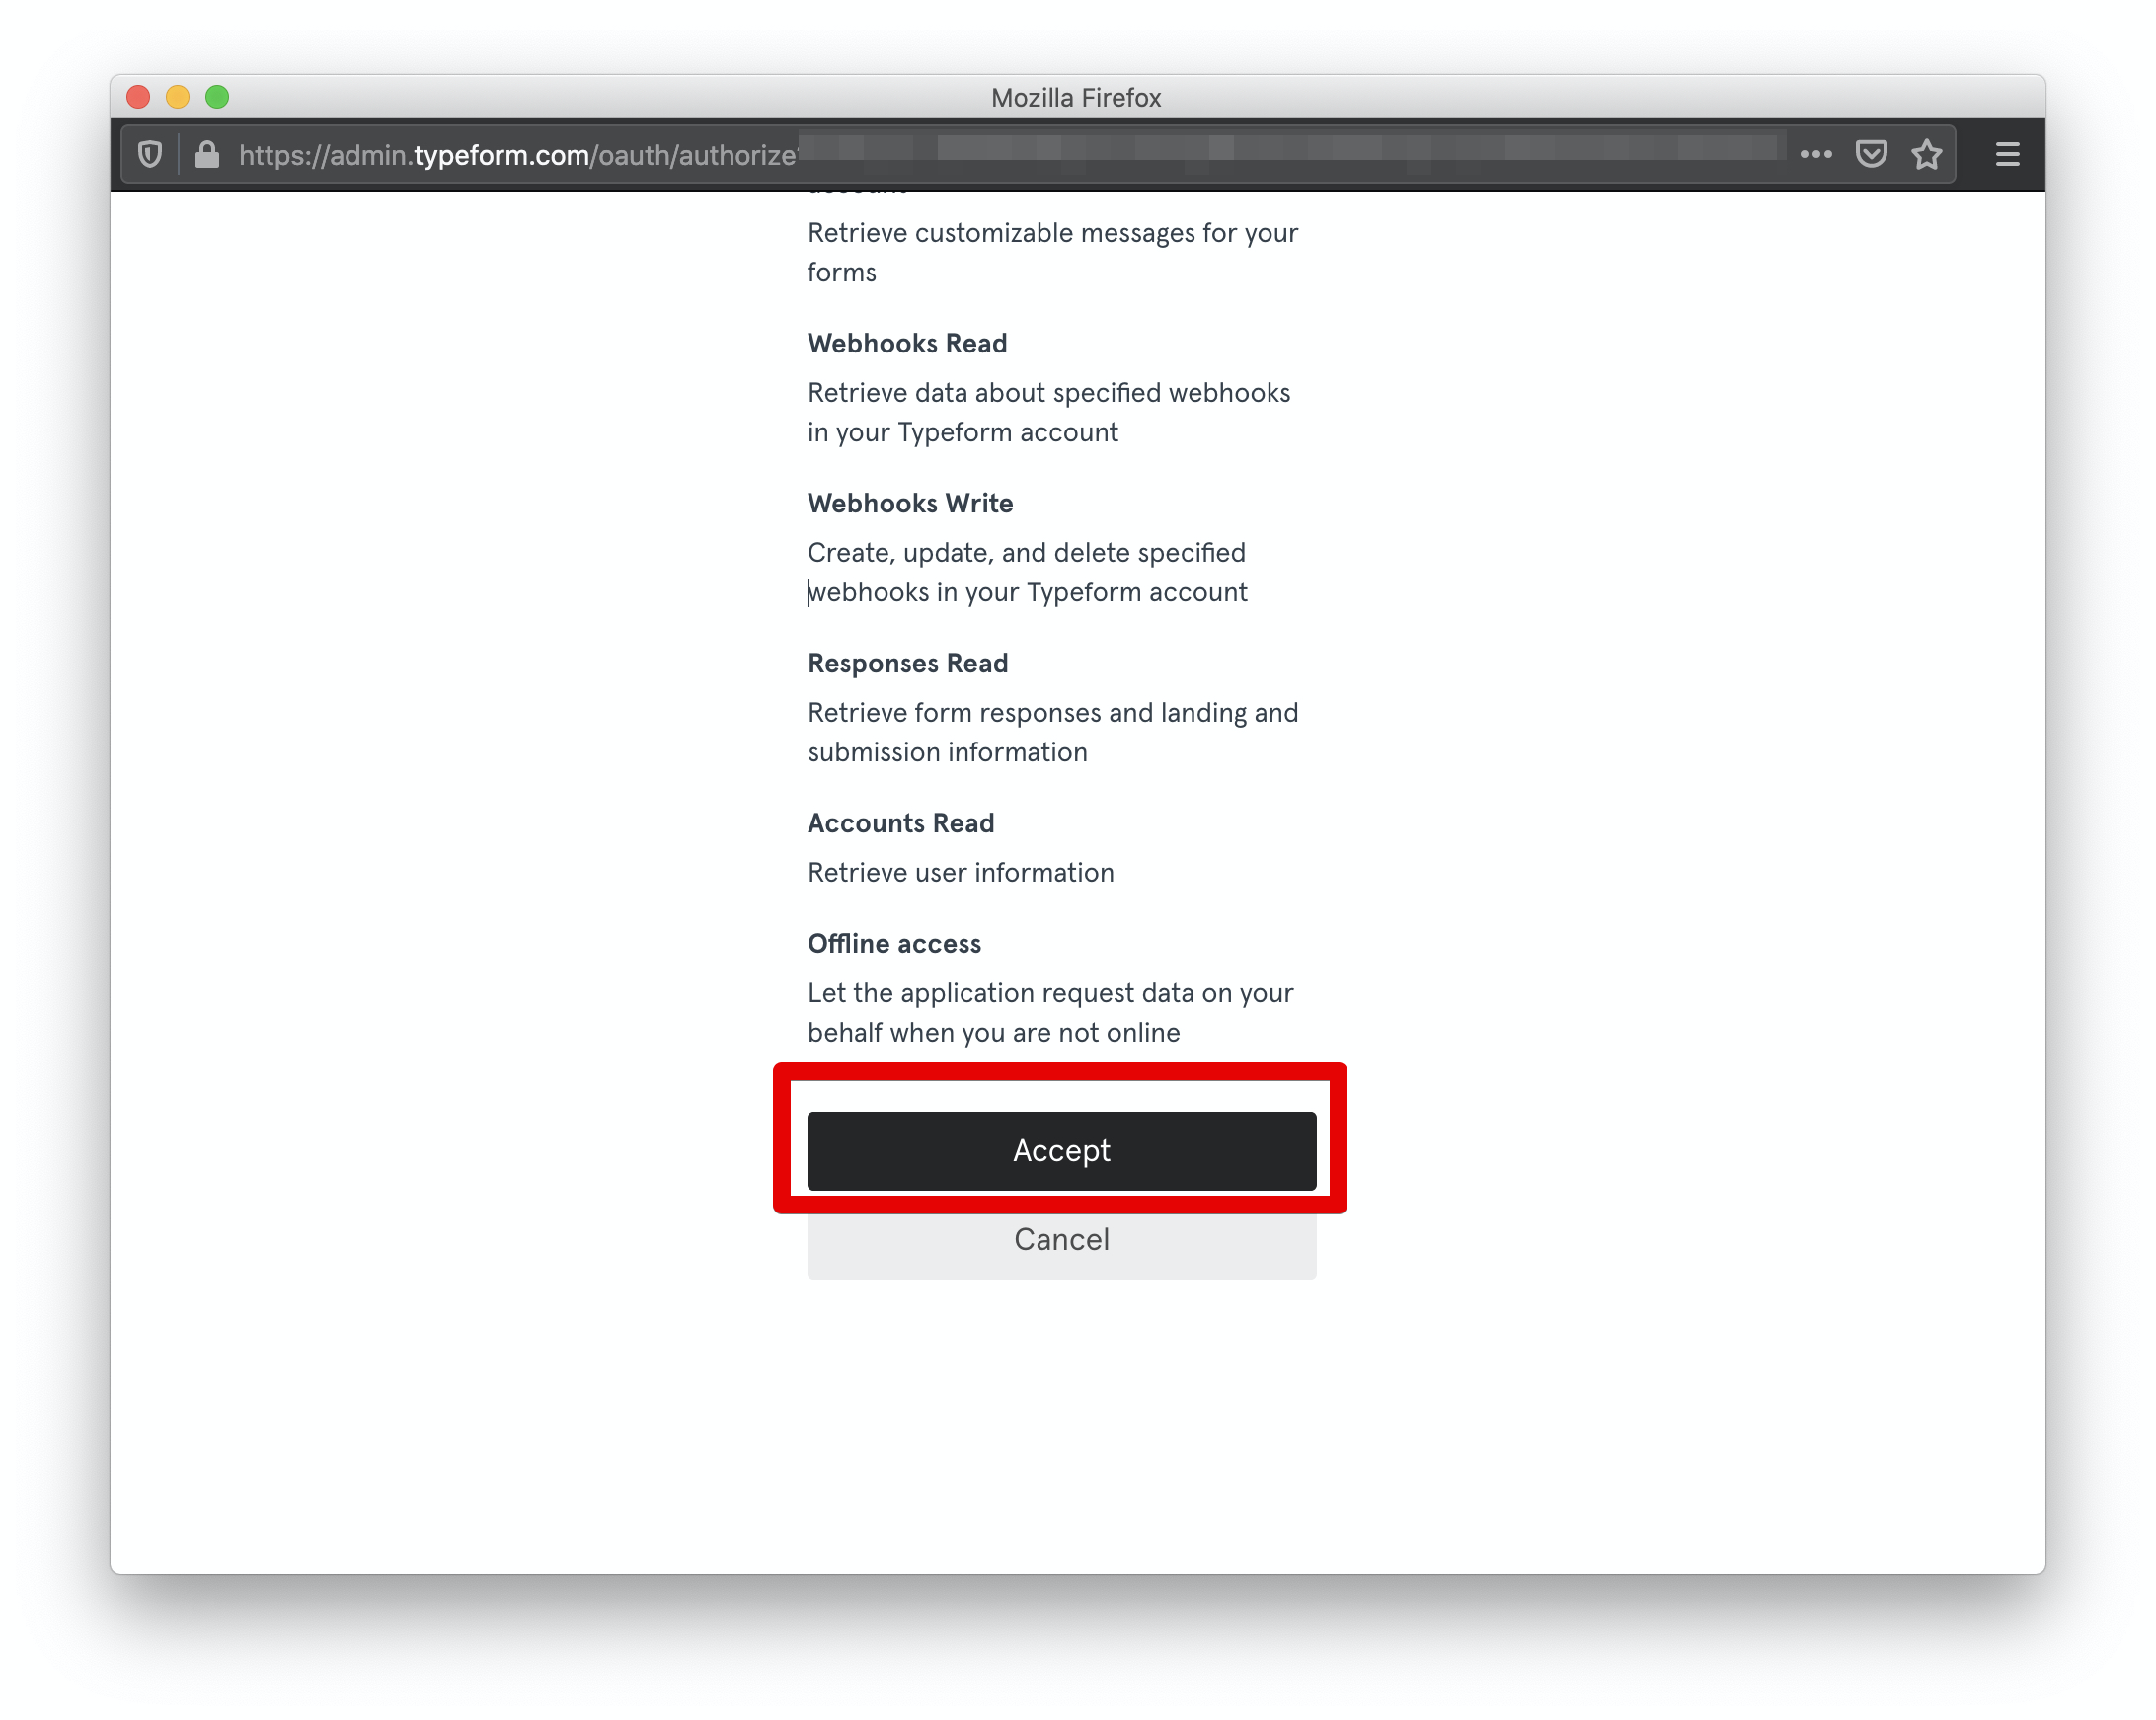 Mozilla Firefox
https://admin.typeform.com/oauth/authorize
Retrieve customizable messages for your
forms
Webhooks Read
Retrieve data about specified webhooks
in your Typeform account
Webhooks Write
Create, update, and delete specified
webhooks in your Typeform account
Responses Read
Retrieve form responses and landing and
submission information
Accounts Read
Retrieve user information
Offline access
Let the application request data on your
behalf when you are not online
Accept
Cancel